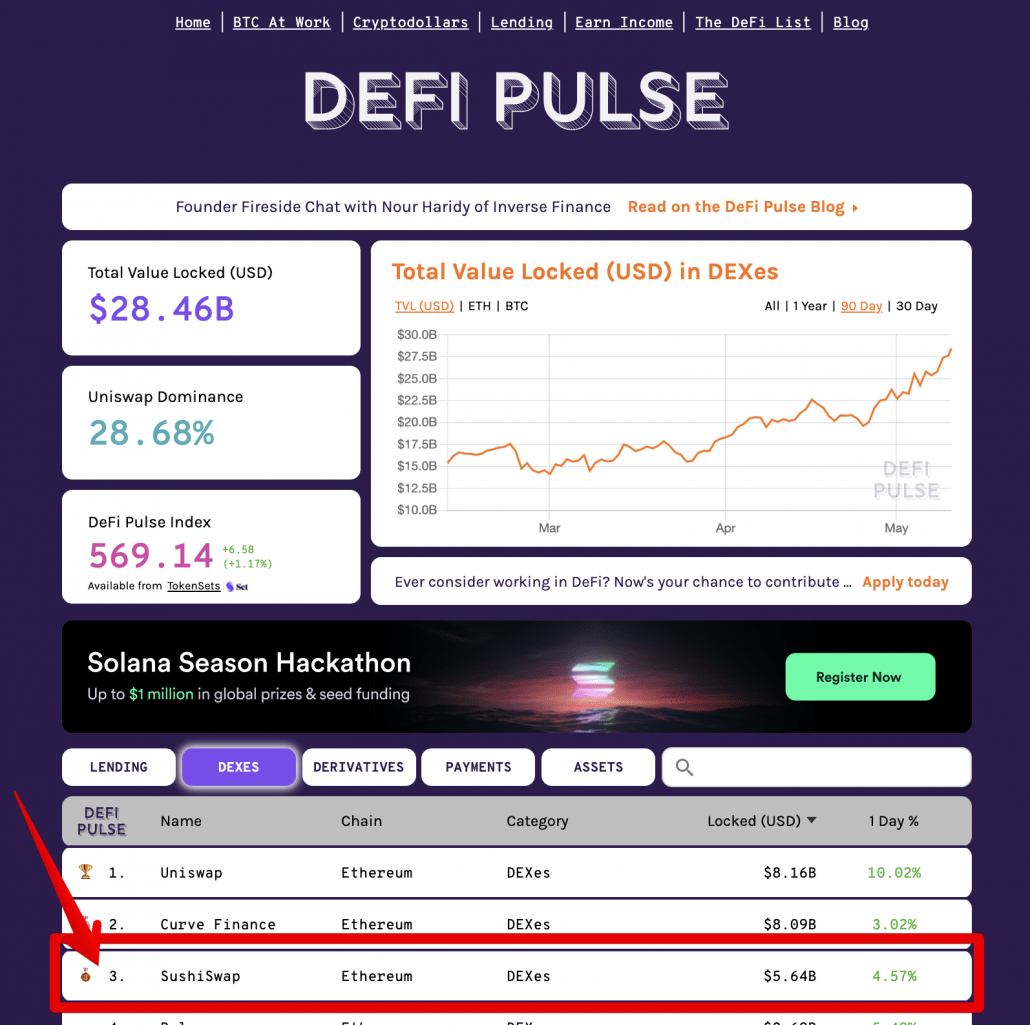 Home | BTC At Work | Cryptodollars | Lending | Earn Income | The DeFi List | Blog
DEFI PULSE
Founder Fireside Chat with Nour Haridy of Inverse Finance Read on the DeFi Pulse Blog
Total Value Locked (USD)
$28.46B
Uniswap Dominance
28.68%
DeFi Pulse Index
569.14 +6.58
(+1.17%)
Available from TokenSets Set
Total Value Locked (USD) in DEXes
TVL (USD) | ETH | BTC All | 1 Year | 90 Day | 30 Day
$30.0B
$27.5B
$25.0B
$22.5B
$20.0B
$17.5B
$15.0B
$12.5B
$10.0B
DEFI
PULSE
Mar Apr May
Ever consider working in DeFi? Now's your chance to contribute ... Apply today
Solana Season Hackathon
Up to $1 million in global prizes & seed funding
Register Now
LENDING DEXES DERIVATIVES PAYMENTS ASSETS
DEFI
PULSE Name Chain Category Locked (USD) 1 Day %
1. Uniswap Ethereum DEXes $8.16B 10.02%
2. Curve Finance Ethereum DEXes $8.09B 3.02%
3. SushiSwap Ethereum DEXes $5.64B 4.57%